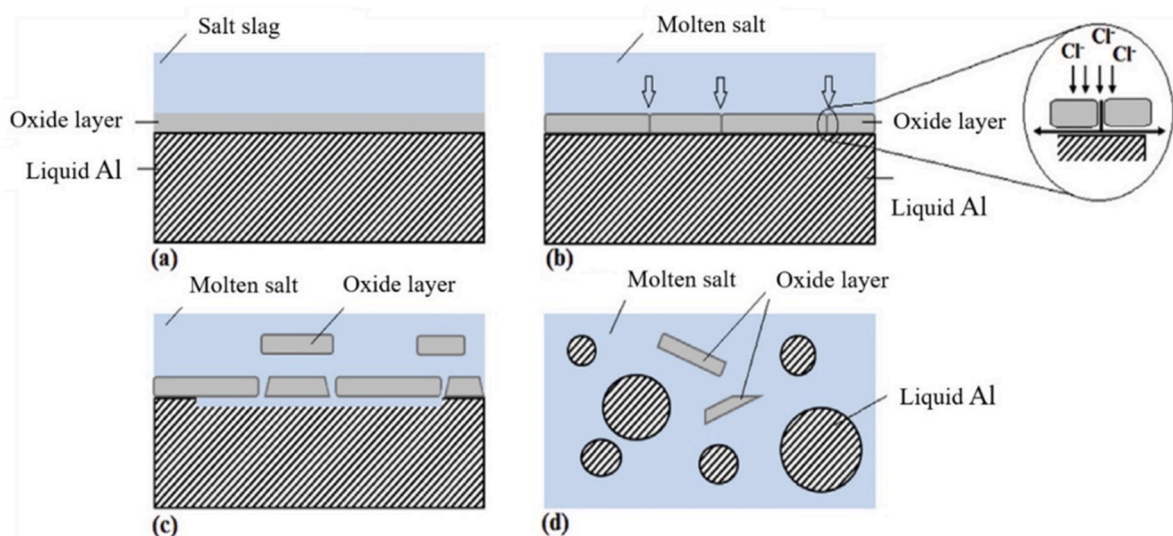 Salt slag
Oxide layer
Liquid Al
(a)
Molten salt
Oxide layer
Liquid Al
(b)
Cl-
Cl-
Cl-
Molten salt
Oxide layer
(c)
Molten salt
Oxide layer
Liquid Al
(d)